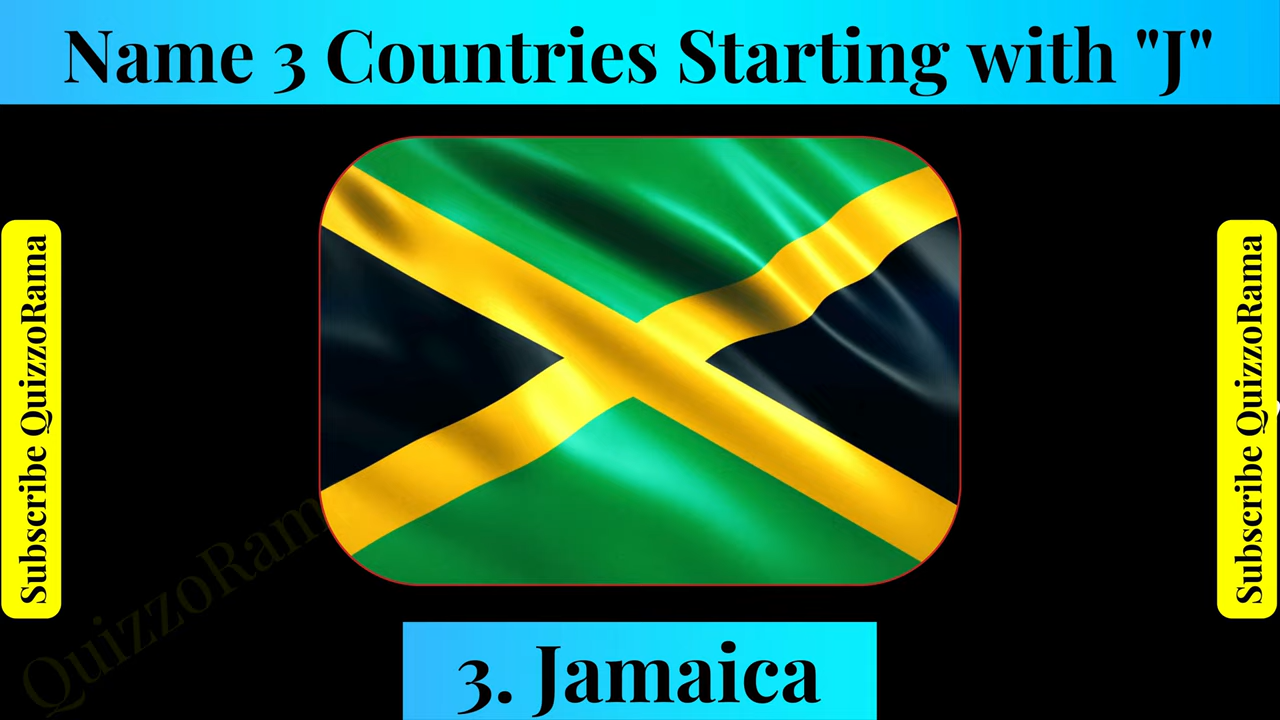 Name 3 Countries Starting with "J"
Subscribe QuizzoRama
Subscribe QuizzoRama
QuizzoRama
3. Jamaica